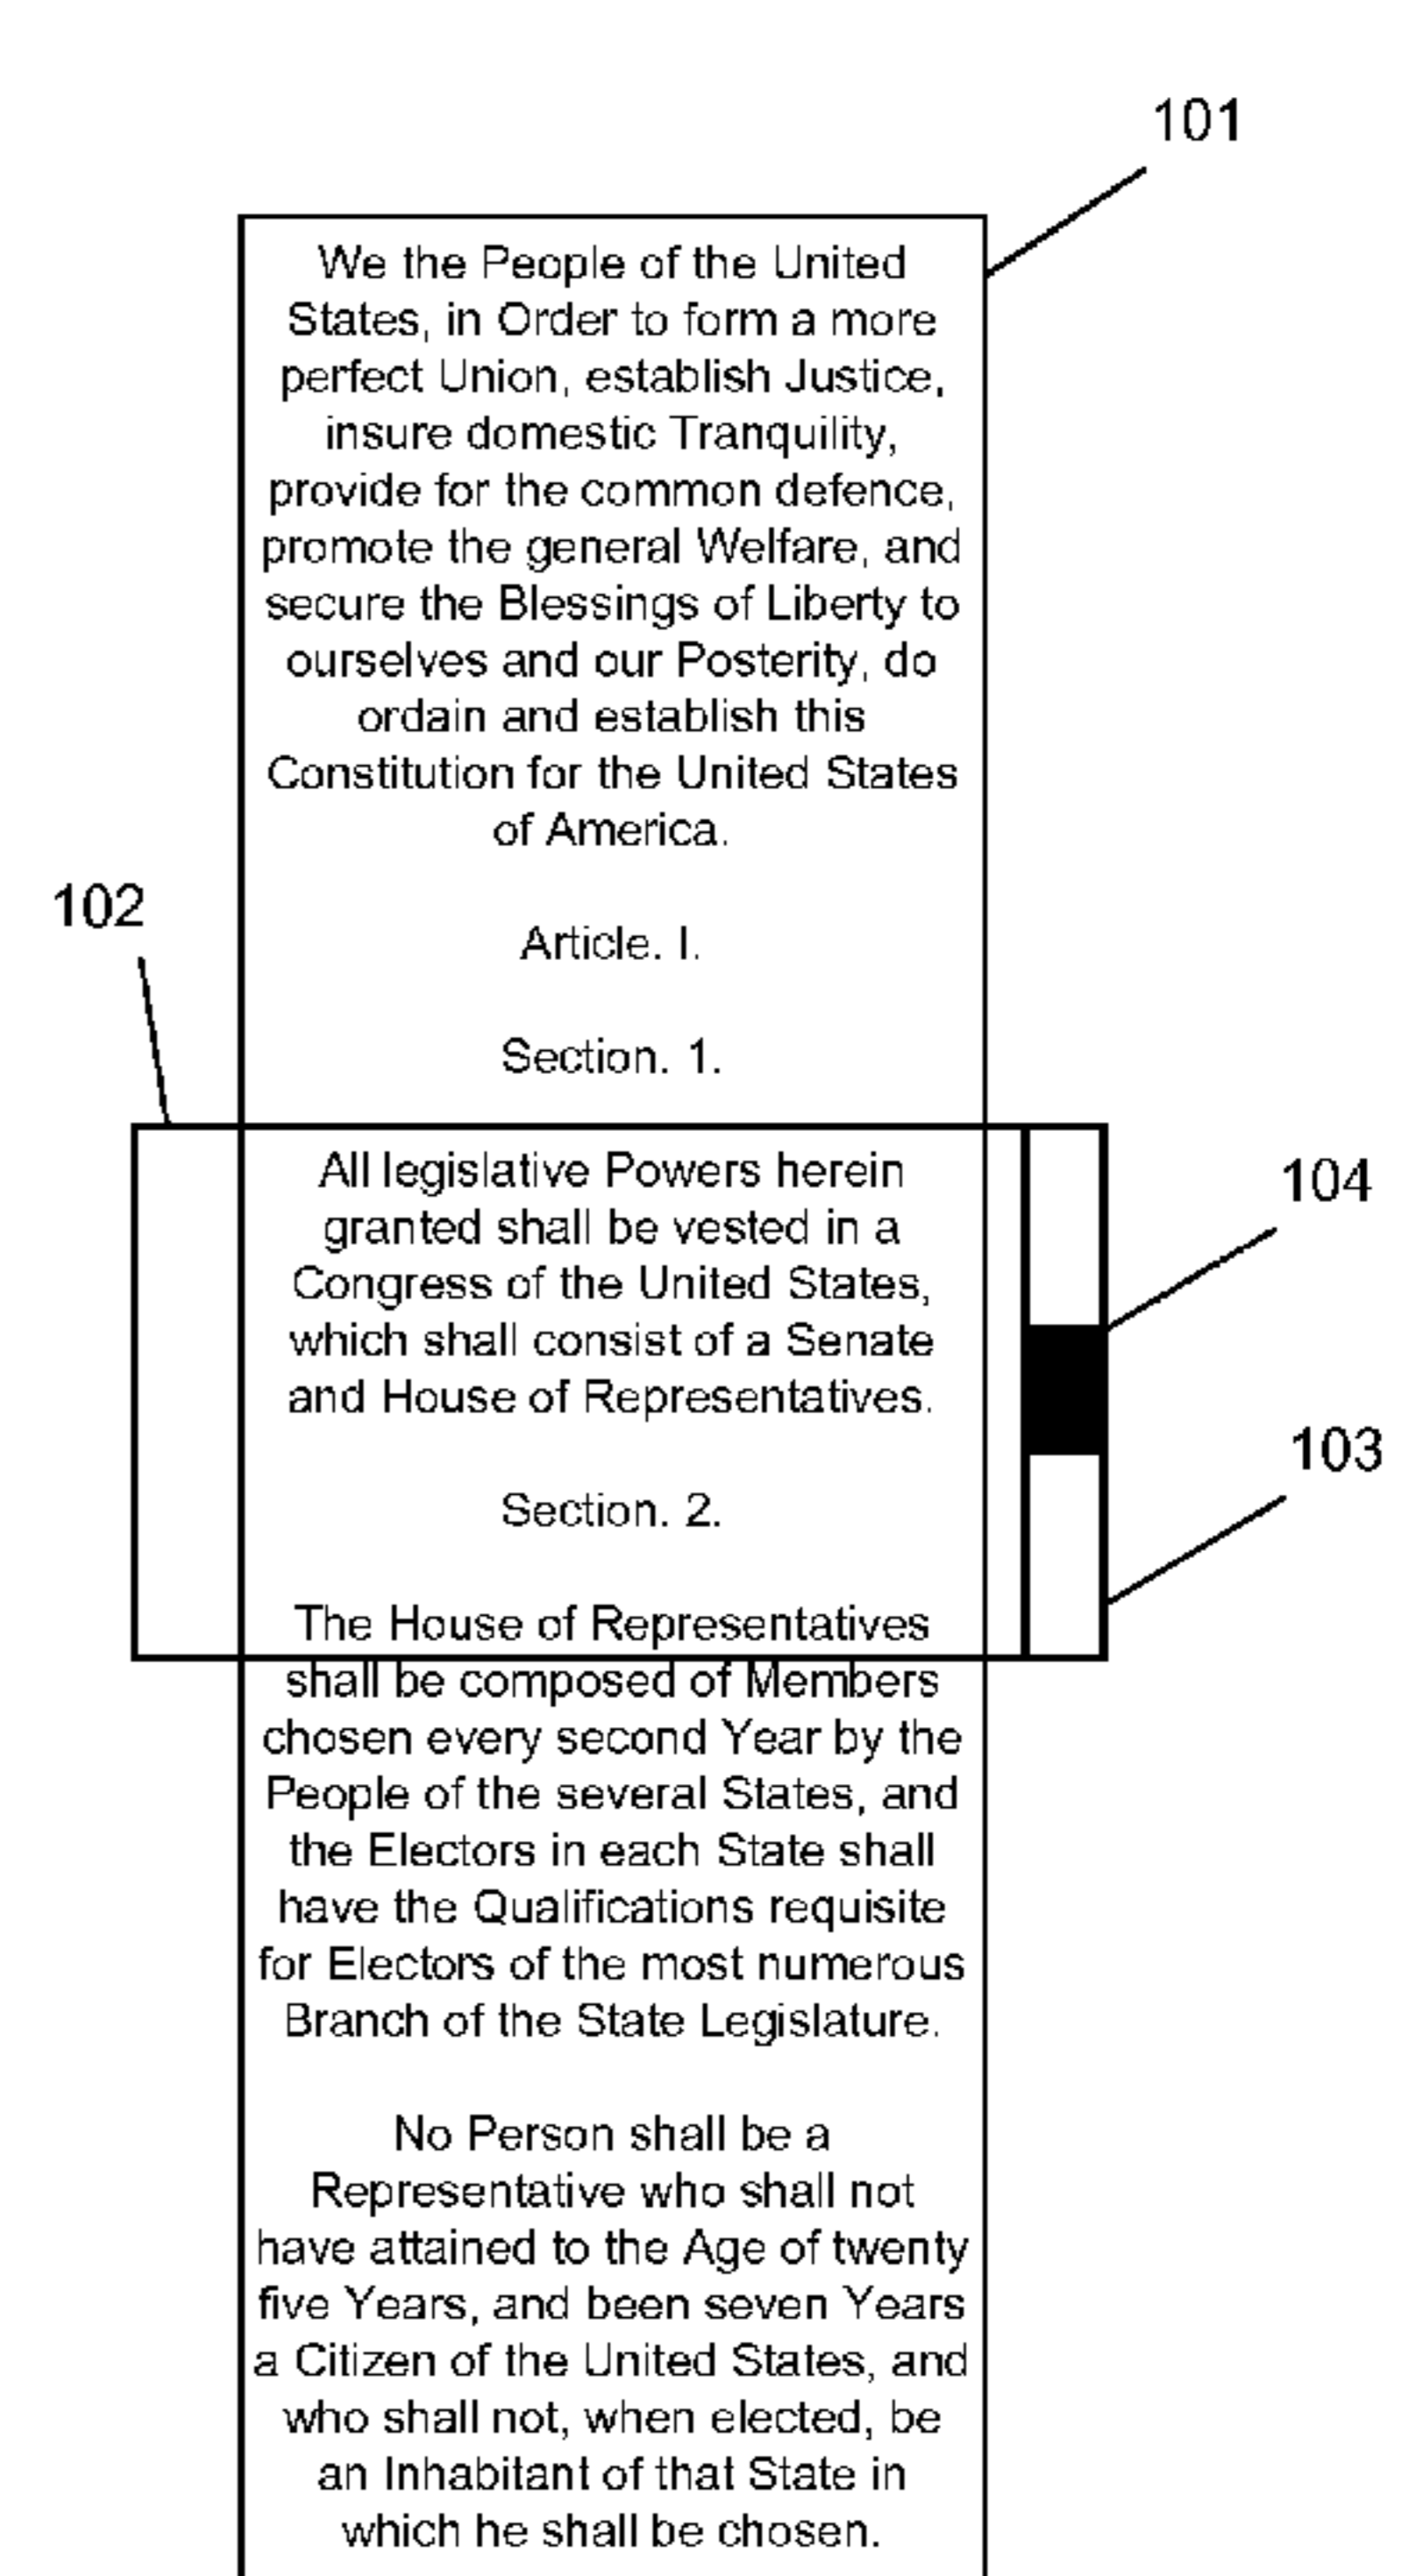 101
We the People of the United
States, in Order to form a more
perfect Union, establish Justice,
insure domestic Tranquility,
provide for the common defence,
promote the general Welfare, and
secure the Blessings of Liberty to
ourselves and our Posterity, do
ordain and establish this
Constitution for the United States
of America.
102
Article. I.
Section. 1.
All legislative Powers herein
104
granted shall be vested in a
Congress of the United States,
which shall consist of a Senate
and House of Representatives.
103
Section. 2.
The House of Representatives
shall be composed of Members
chosen every second Year by the
People of the several States, and
the Electors in each State shall
have the Qualifications requisite
for Electors of the most numerous
Branch of the State Legislature.
No Person shall be a
Representative who shall not
have attained to the Age of twenty
five Years, and been seven Years
a Citizen of the United States, and
who shall not, when elected, be
an Inhabitant of that State in
which he shall be chosen.